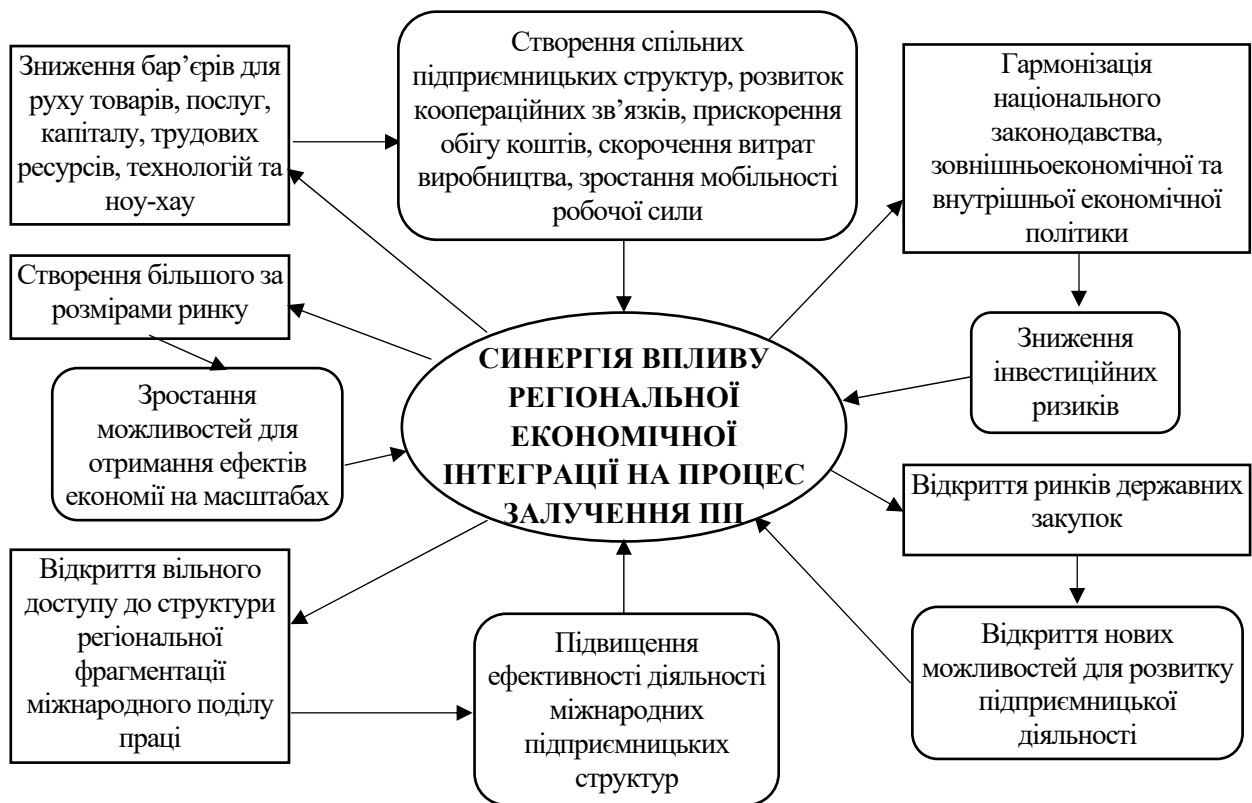 Зниження бар’єрів для
руху товарів, послуг,
капіталу, трудових
ресурсів, технологій та
ноу-хау
Створення спільних
підприємницьких структур, розвиток
коопераційних зв’язків, прискорення
обігу коштів, скорочення витрат
виробництва, зростання мобільності
робочої сили
Гармонізація
національного
законодавства,
зовнішньоекономічної та
внутрішньої економічної
політики
Створення більшого за
розмірами ринку
Зростання
можливостей для
отримання ефектів
економії на масштабах
СИНЕРГІЯ ВПЛИВУ
РЕГІОНАЛЬНОЇ
ЕКОНОМІЧНОЇ
ІНТЕГРАЦІЇ НА ПРОЦЕС
ЗАЛУЧЕННЯ ПІІ
Зниження
інвестиційних
ризиків
Відкриття ринків державних
закупок
Відкриття вільного
доступу до структури
регіональної
фрагментації
міжнародного поділу
праці
Підвищення
ефективності діяльності
міжнародних
підприємницьких
структур
Відкриття нових
можливостей для розвитку
підприємницької
діяльності